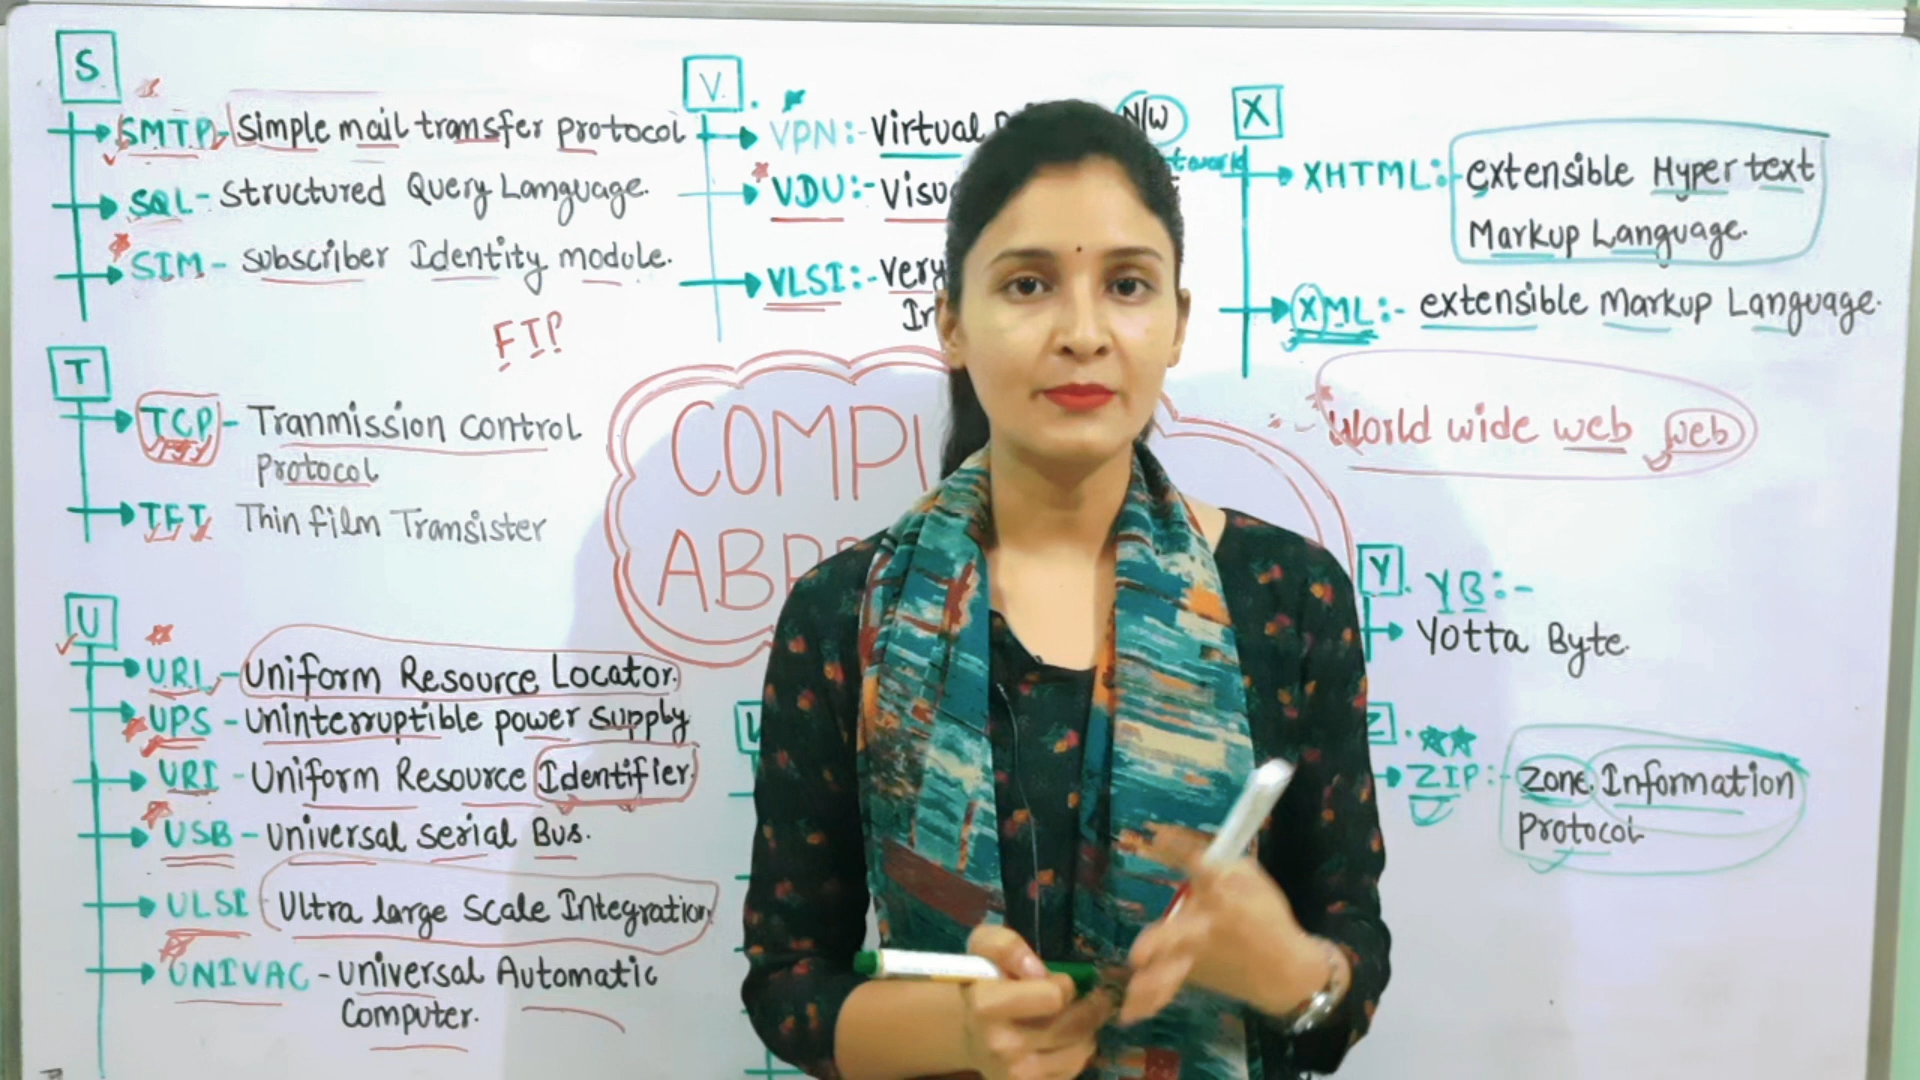 S
SMTP - Simple mail transfer protocol
SQL - Structured Query Language.
SIM - Subscriber Identity module.
FTP
T
TCP - Tranmission control
protocol
TFT Thin film Transister
U
URL - Uniform Resource Locator.
UPS - Uninterruptible power supply
URI - Uniform Resource Identifier.
USB - Universal serial Bus.
ULSI Ultra large Scale Integration
UNIVAC - Universal Automatic
Computer.
V.
VPN :- Virtual N/W
VDU :-
VLSI :- Very
X
XHTML :- extensible Hyper text
Markup Language.
XML :- extensible Markup Language.
World wide web web
Y. YB :-
Yotta Byte.
Z.
ZIP :- Zone Information
Protocol